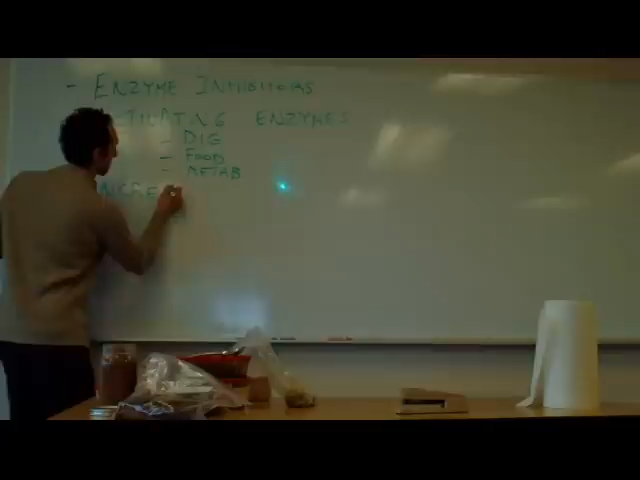 - ENZYME INHIBITORS
ENZYMES
- DIG
- FOOD
- METAB